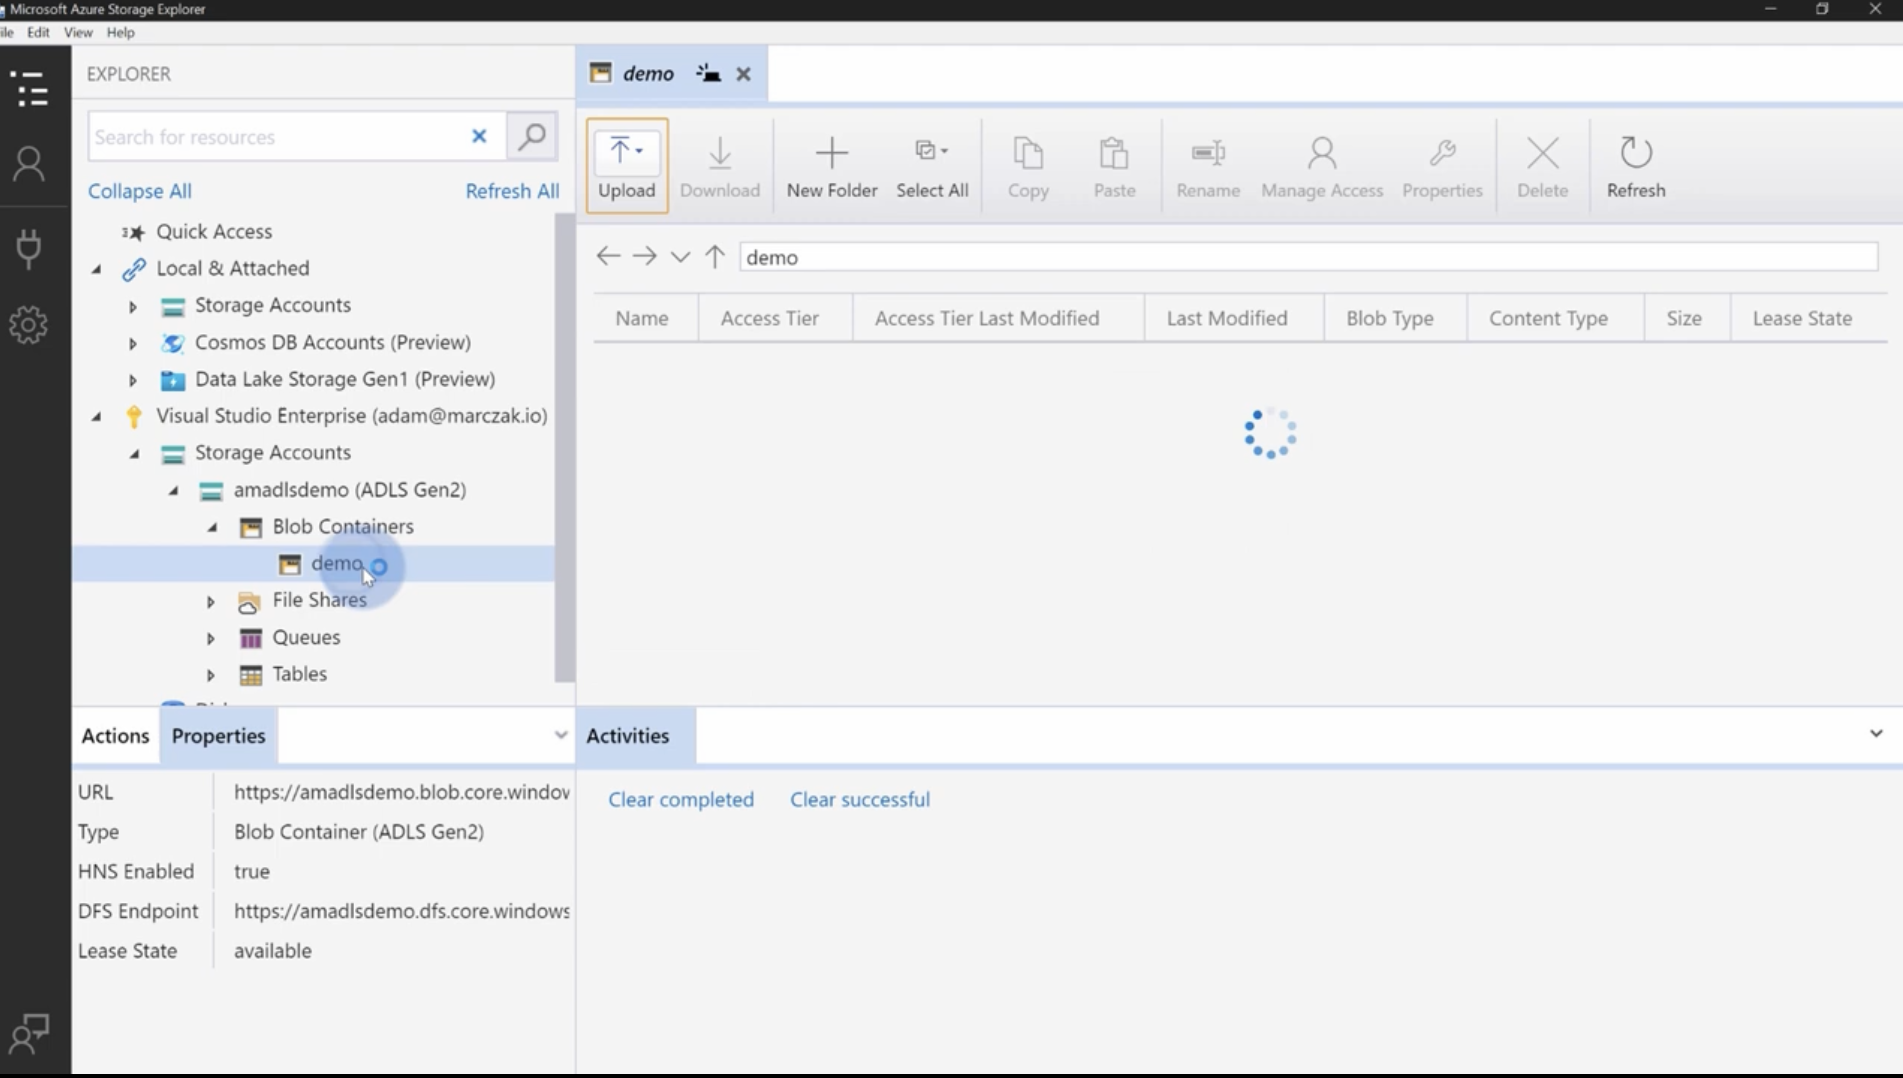 Microsoft Azure Storage Explorer
ile Edit View Help
EXPLORER
Search for resources
Collapse All Refresh All
Quick Access
Local & Attached
Storage Accounts
Cosmos DB Accounts (Preview)
Data Lake Storage Gen1 (Preview)
Visual Studio Enterprise (adam@marczak.io)
Storage Accounts
amadlsdemo (ADLS Gen2)
Blob Containers
demo
File Shares
Queues
Tables
Actions Properties
URL https://amadlsdemo.blob.core.window
Type Blob Container (ADLS Gen2)
HNS Enabled true
DFS Endpoint https://amadlsdemo.dfs.core.windows
Lease State available
demo
Upload Download New Folder Select All Copy Paste Rename Manage Access Properties Delete Refresh
demo
Name Access Tier Access Tier Last Modified Last Modified Blob Type Content Type Size Lease State
Activities
Clear completed Clear successful